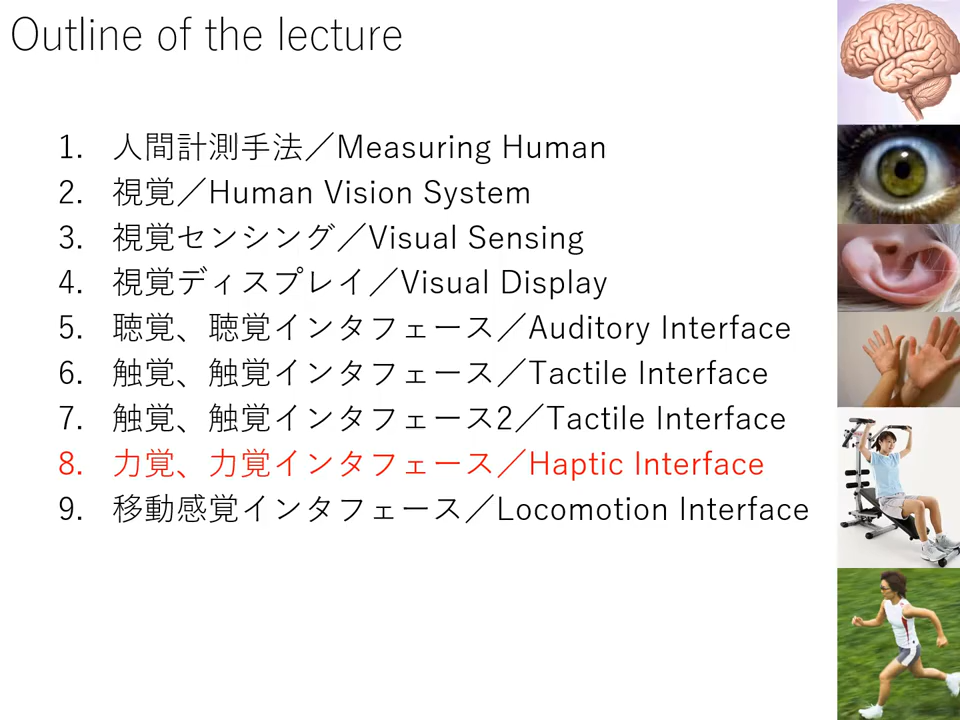 Outline of the lecture
1. 人間計測手法／Measuring Human
2. 視覚／Human Vision System
3. 視覚センシング／Visual Sensing
4. 視覚ディスプレイ／Visual Display
5. 聴覚、聴覚インタフェース／Auditory Interface
6. 触覚、触覚インタフェース／Tactile Interface
7. 触覚、触覚インタフェース2／Tactile Interface
8. 力覚、力覚インタフェース／Haptic Interface
9. 移動感覚インタフェース／Locomotion Interface